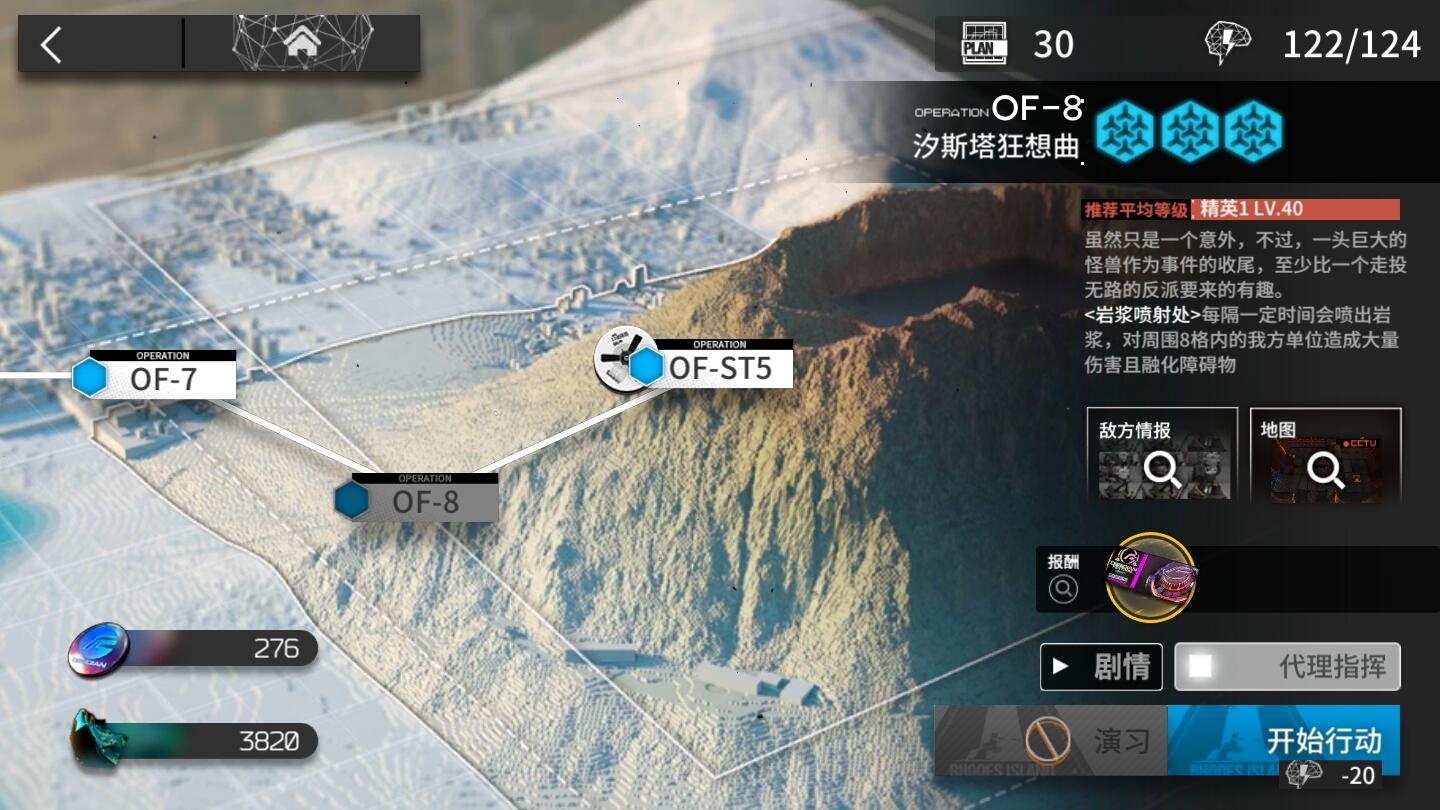 PLAN
30
122/124
OPERATION OF-8
汐斯塔狂想曲
推荐平均等级 精英1 LV.40
虽然只是一个意外，不过，一头巨大的
怪兽作为事件的收尾，至少比一个走投
无路的反派要来的有趣。
<岩浆喷射处>每隔一定时间会喷出岩
浆，对周围8格内的我方单位造成大量
伤害且融化障碍物
OPERATION
OF-7
OPERATION
OF-ST5
OPERATION
OF-8
敌方情报
地图
CCTV
报酬
276
3820
剧情
代理指挥
演习
RHODES ISLAND
开始行动
-20